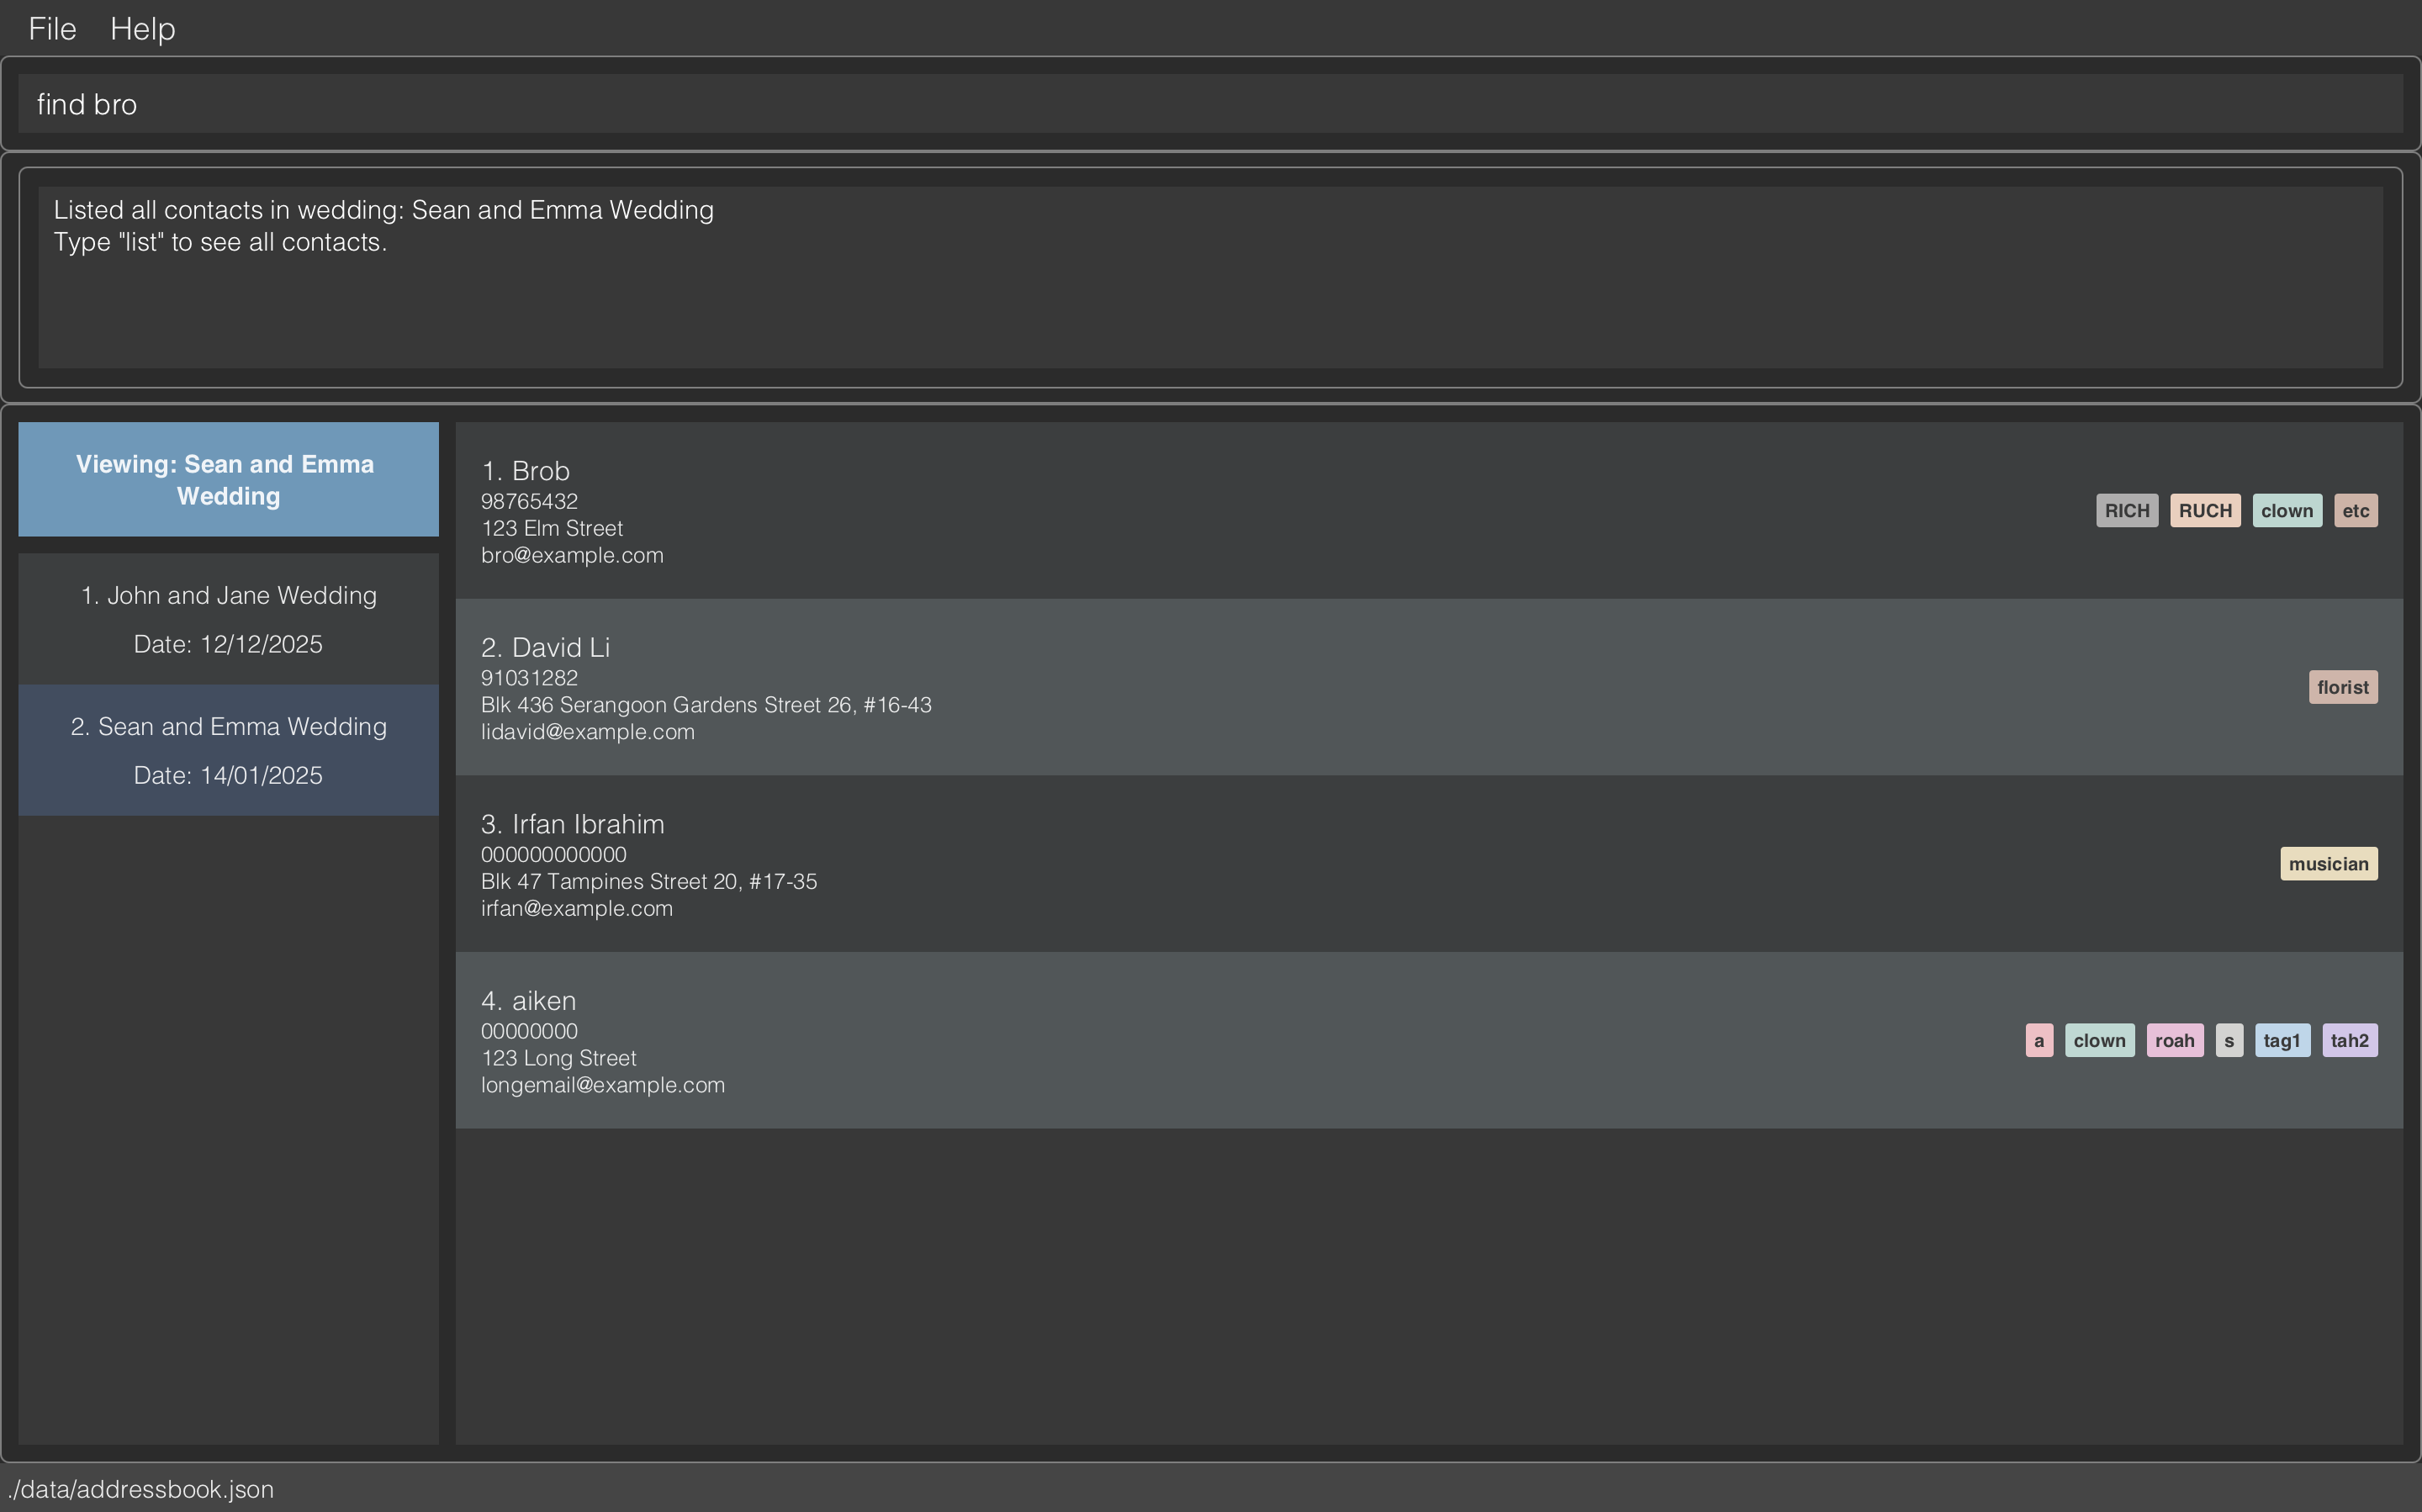 File Help
find bro
Listed all contacts in wedding: Sean and Emma Wedding
Type "list" to see all contacts.
Viewing: Sean and Emma
Wedding
1. John and Jane Wedding
Date: 12/12/2025
2. Sean and Emma Wedding
Date: 14/01/2025
1. Brob
98765432
123 Elm Street
bro@example.com
RICH RUCH clown etc
2. David Li
91031282
Blk 436 Serangoon Gardens Street 26, #16-43
lidavid@example.com
florist
3. Irfan Ibrahim
000000000000
Blk 47 Tampines Street 20, #17-35
irfan@example.com
musician
4. aiken
00000000
123 Long Street
longemail@example.com
a clown roah s tag1 tah2
./data/addressbook.json